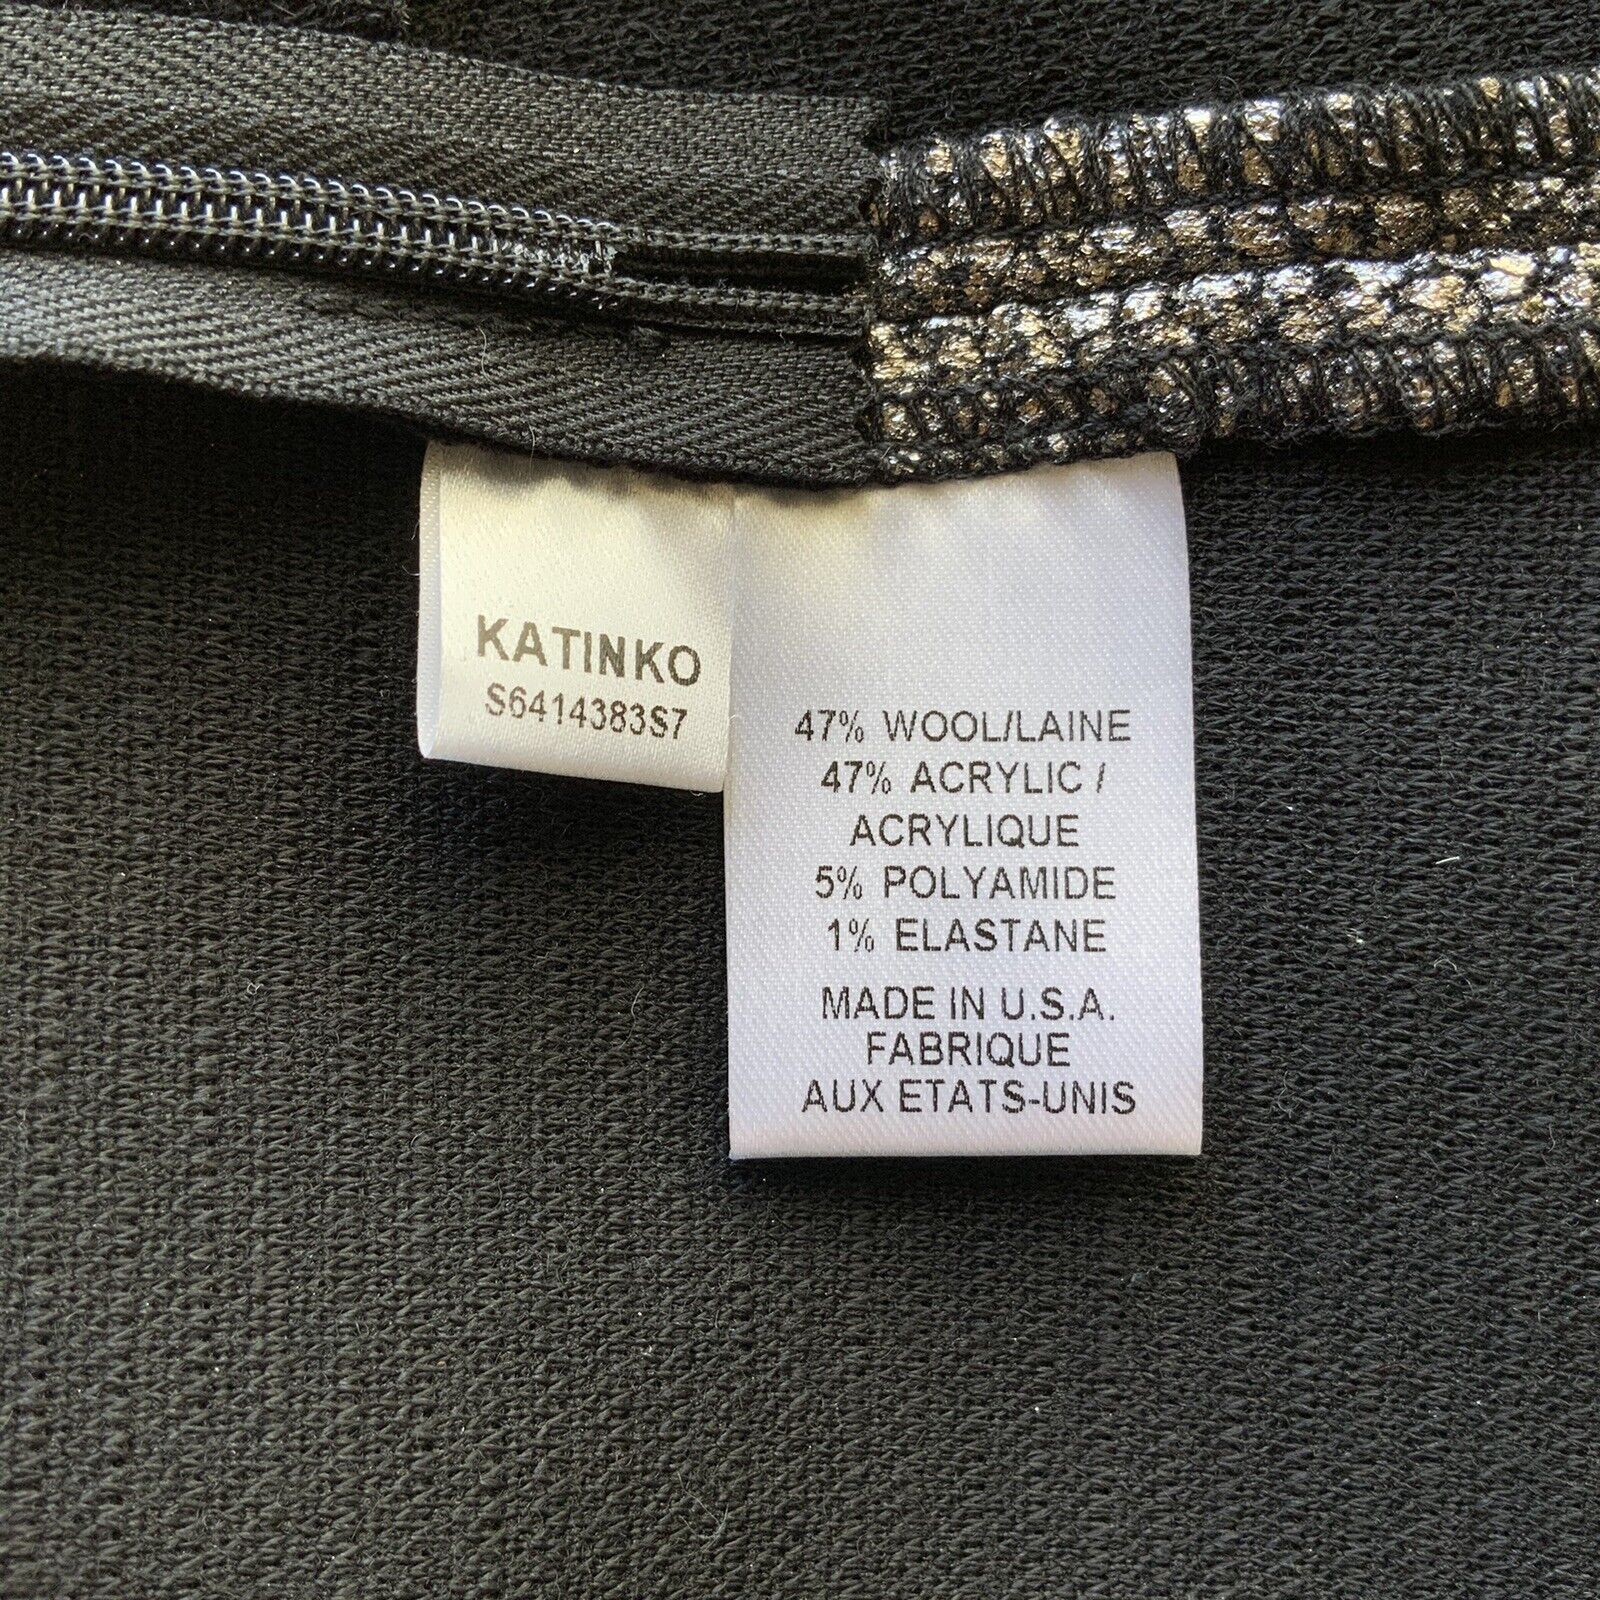 KATINKO
S6414383S7
47% WOOL/LAINE
47% ACRYLIC /
ACRYLIQUE
5% POLYAMIDE
1% ELASTANE
MADE IN U.S.A.
FABRIQUE
AUX ETATS-UNIS